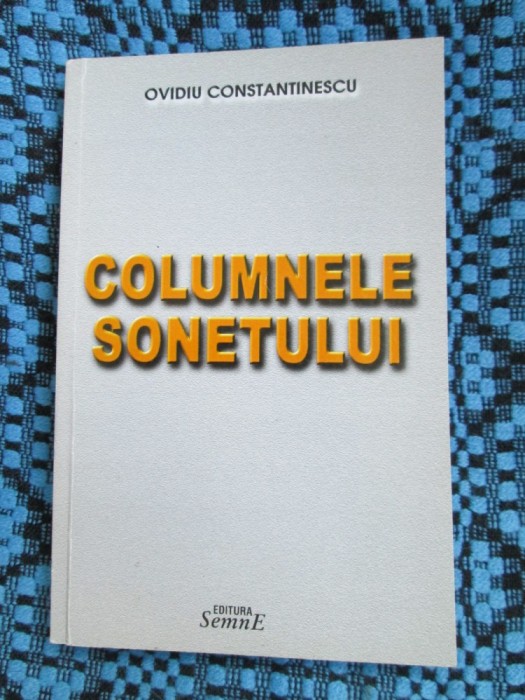 OVIDIU CONSTANTINESCU
COLUMNELE
SONETULUI
EDITURA
SemnE